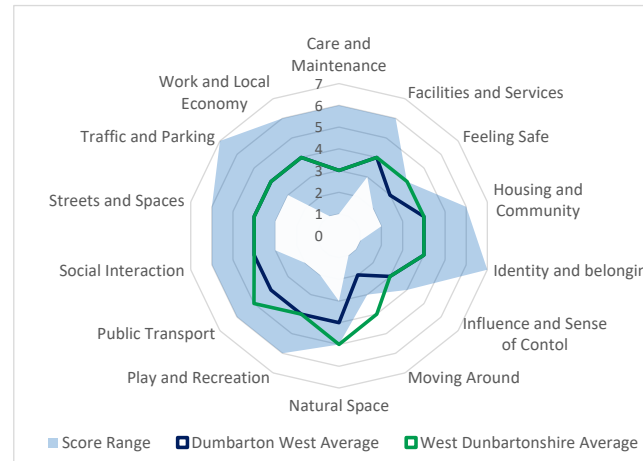 Care and
Maintenance
Facilities and Services
Feeling Safe
Housing and
Community
Identity and belongin
Influence and Sense
of Contol
Moving Around
Natural Space
Play and Recreation
Public Transport
Social Interaction
Streets and Spaces
Traffic and Parking
Work and Local
Economy
7
6
5
4
3
2
1
0
Score Range
Dumbarton West Average
West Dunbartonshire Average